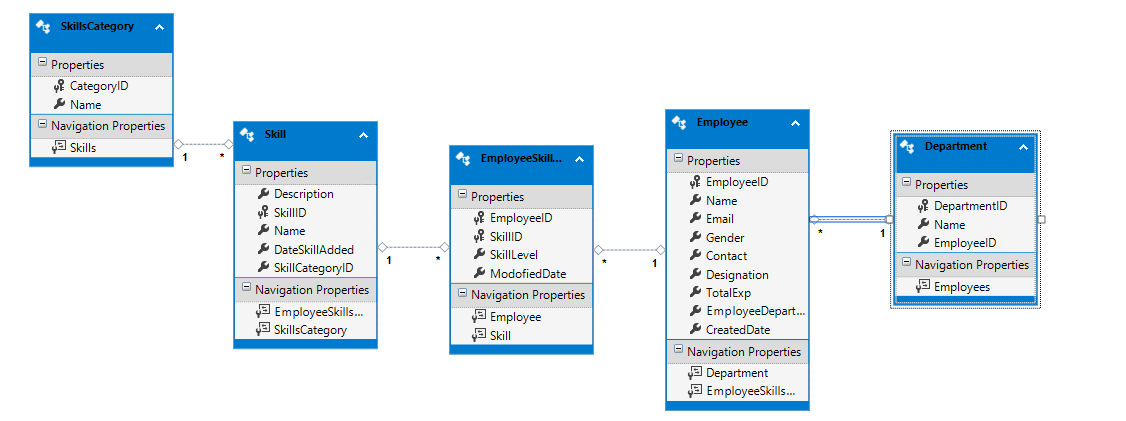 SkillsCategory
Properties
CategoryID
Name
Navigation Properties
Skills
1
*
Skill
Properties
Description
SkillID
Name
DateSkillAdded
SkillCategoryID
Navigation Properties
EmployeeSkills...
SkillsCategory
1
*
EmployeeSkill...
Properties
EmployeeID
SkillID
SkillLevel
ModofiedDate
Navigation Properties
Employee
Skill
*
1
Employee
Properties
EmployeeID
Name
Email
Gender
Contact
Designation
TotalExp
EmployeeDepart...
CreatedDate
Navigation Properties
Department
EmployeeSkills...
*
1
Department
Properties
DepartmentID
Name
EmployeeID
Navigation Properties
Employees